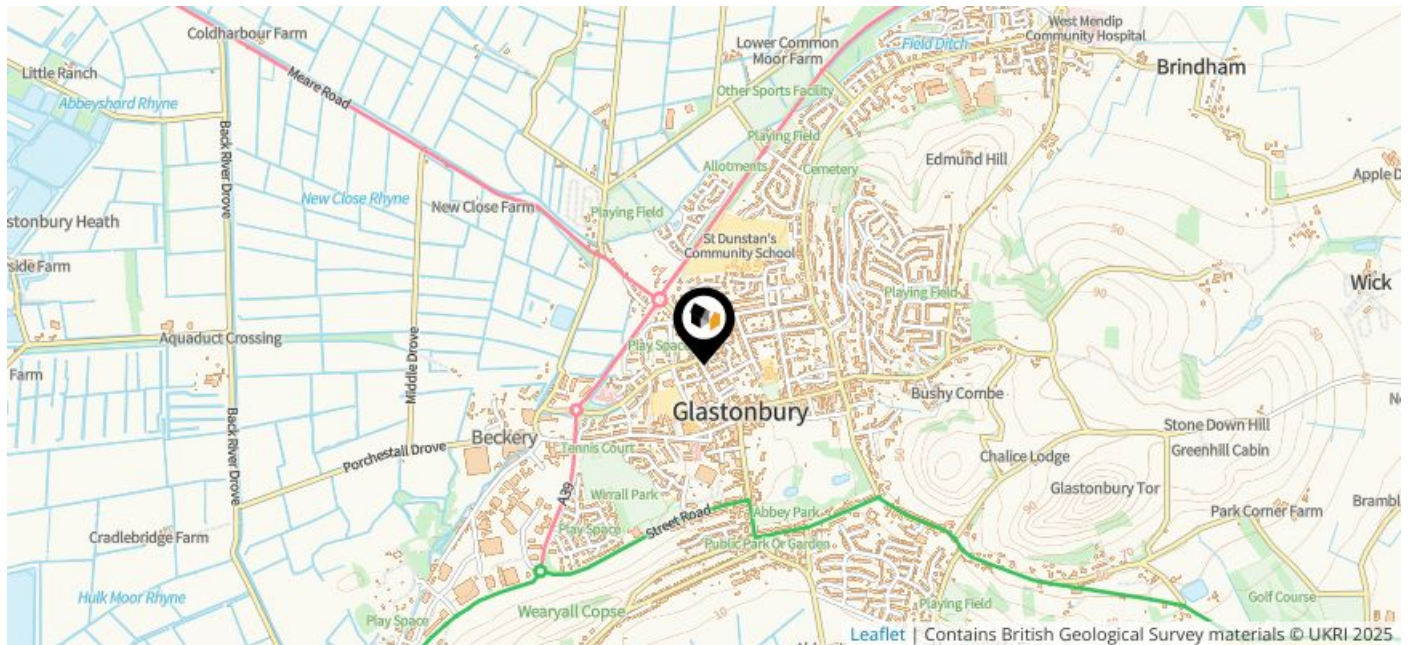 Coldharbour Farm
Little Ranch
Abbeyshard Rhyne
Meare Road
Back River Drove
New Close Rhyne
New Close Farm
Lower Common
Moor Farm
Field Ditch
West Mendip
Community Hospital
Brindham
Other Sports Facility
Playing Field
Allotments
Cemetery
Edmund Hill
30
Apple D
Playing Field
St Dunstan's
Community School
50
stonbury Heath
side Farm
Playing Field
90
Wick
Aquaduct Crossing
Farm
Middle Drove
Play Space
Back River Drove
Glastonbury
Bushy Combe
50
Beckery
Porchestall Drove
Tennis Court
Stone Down Hill
Greenhill Cabin
Chalice Lodge
Glastonbury Tor
Wirrall Park
A39
Street Road
Abbey Park
Play Space
Public Park Or Garden
Park Corner Farm
Brambl
Cradlebridge Farm
70
Hulk Moor Rhyne
Play Space
Wearyall Copse
Playing Field
Golf Course
Leaflet | Contains British Geological Survey materials © UKRI 2025